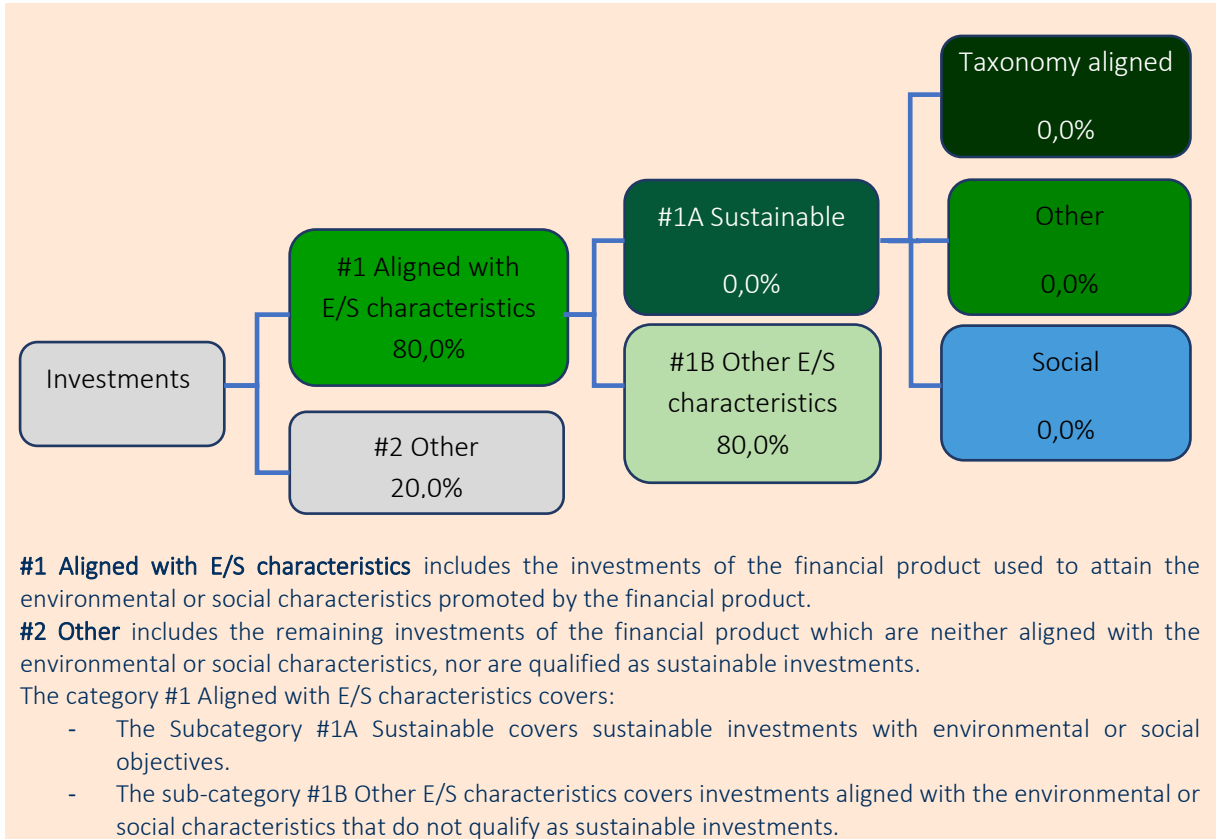 Taxonomy aligned
0,0%
#1A Sustainable
0,0%
Other
0,0%
#1 Aligned with
E/S characteristics
80,0%
Investments
#1B Other E/S
characteristics
80,0%
Social
0,0%
#2 Other
20,0%
#1 Aligned with E/S characteristics includes the investments of the financial product used to attain the
environmental or social characteristics promoted by the financial product.
#2 Other includes the remaining investments of the financial product which are neither aligned with the
environmental or social characteristics, nor are qualified as sustainable investments.
The category #1 Aligned with E/S characteristics covers:
- The Subcategory #1A Sustainable covers sustainable investments with environmental or social
objectives.
- The sub-category #1B Other E/S characteristics covers investments aligned with the environmental or
social characteristics that do not qualify as sustainable investments.